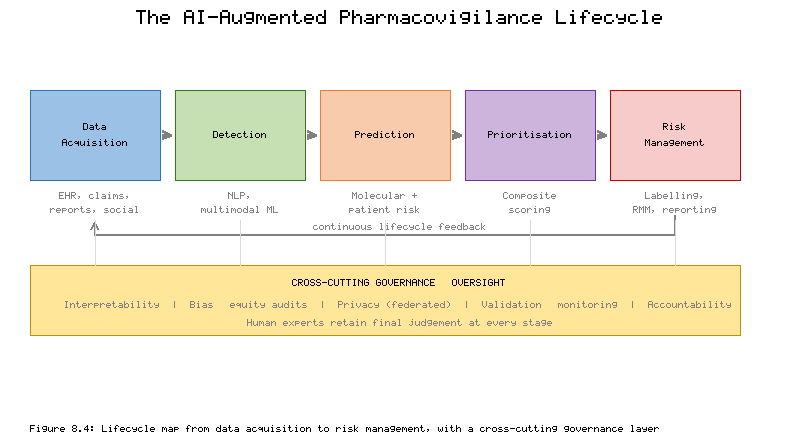 The AI-Augmented Pharmacovigilance Lifecycle
Data
Acquisition
Detection
Prediction
Prioritisation
Risk
Management
EHR, claims,
reports, social
NLP,
multimodal ML
Molecular +
patient risk
Composite
scoring
Labelling,
RMM, reporting
continuous lifecycle feedback
CROSS-CUTTING GOVERNANCE OVERSIGHT
Interpretability | Bias equity audits | Privacy (federated) | Validation monitoring | Accountability
Human experts retain final judgement at every stage
Figure 8.4: Lifecycle map from data acquisition to risk management, with a cross-cutting governance layer